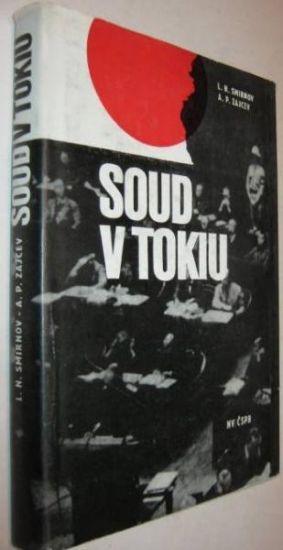 L. N. SMIRNOV
A. P. ZAJCEV
SOUD
V TOKIU
NV ČSPB
L. N. SMIRNOV - A. P. ZAJCEV SOUD V TOKIU